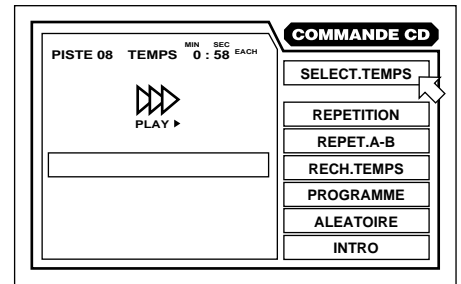 COMMANDE CD
MIN SEC
PISTE 08 TEMPS 0 : 58 EACH
SELECT.TEMPS
PLAY
REPETITION
REPET.A-B
RECH.TEMPS
PROGRAMME
ALEATOIRE
INTRO